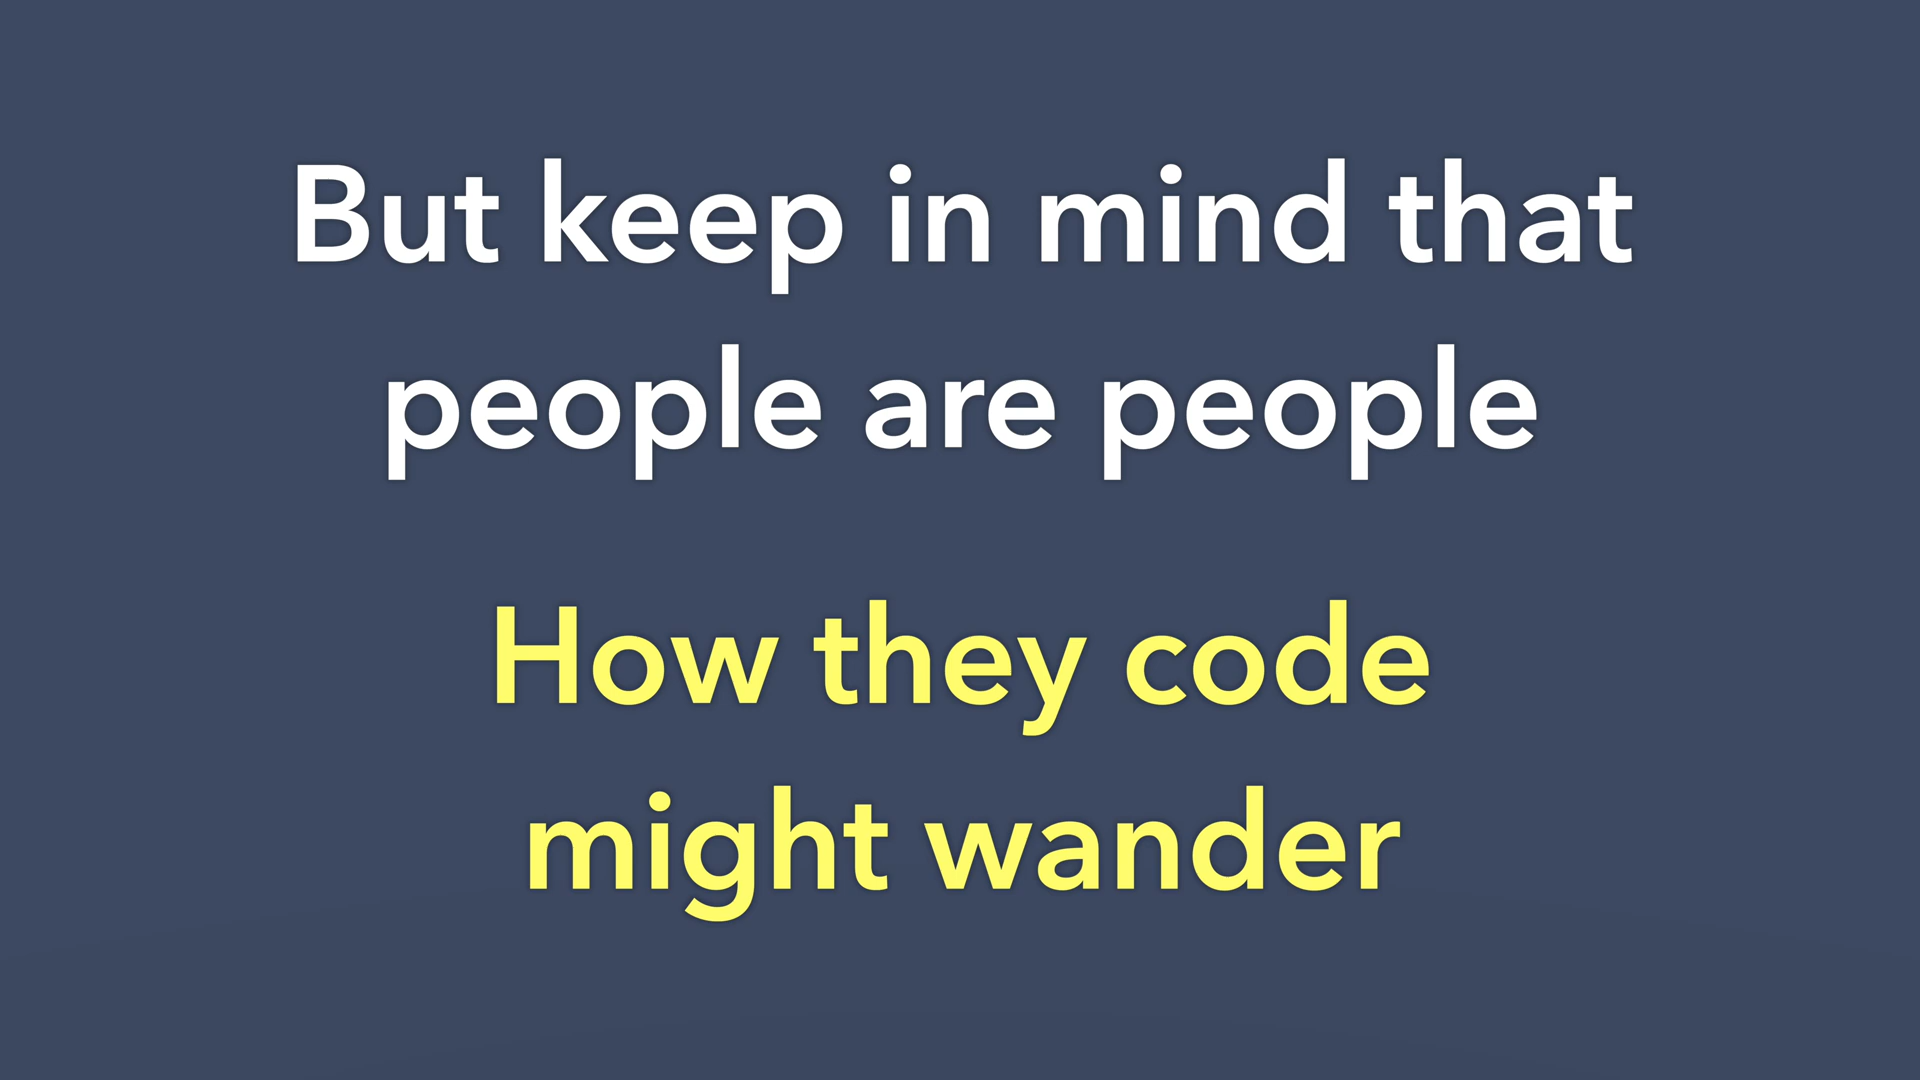 But keep in mind that
people are people
How they code
might wander